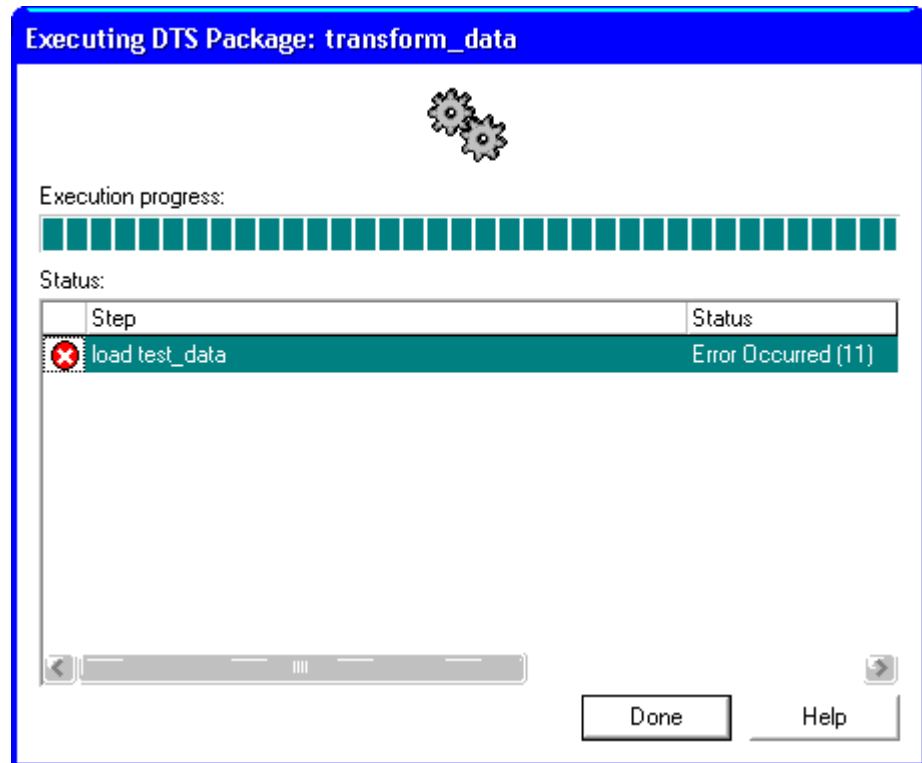 Executing DTS Package: transform_data
Execution progress:
Status:
Step Status
load test_data Error Occurred (11)
Done Help